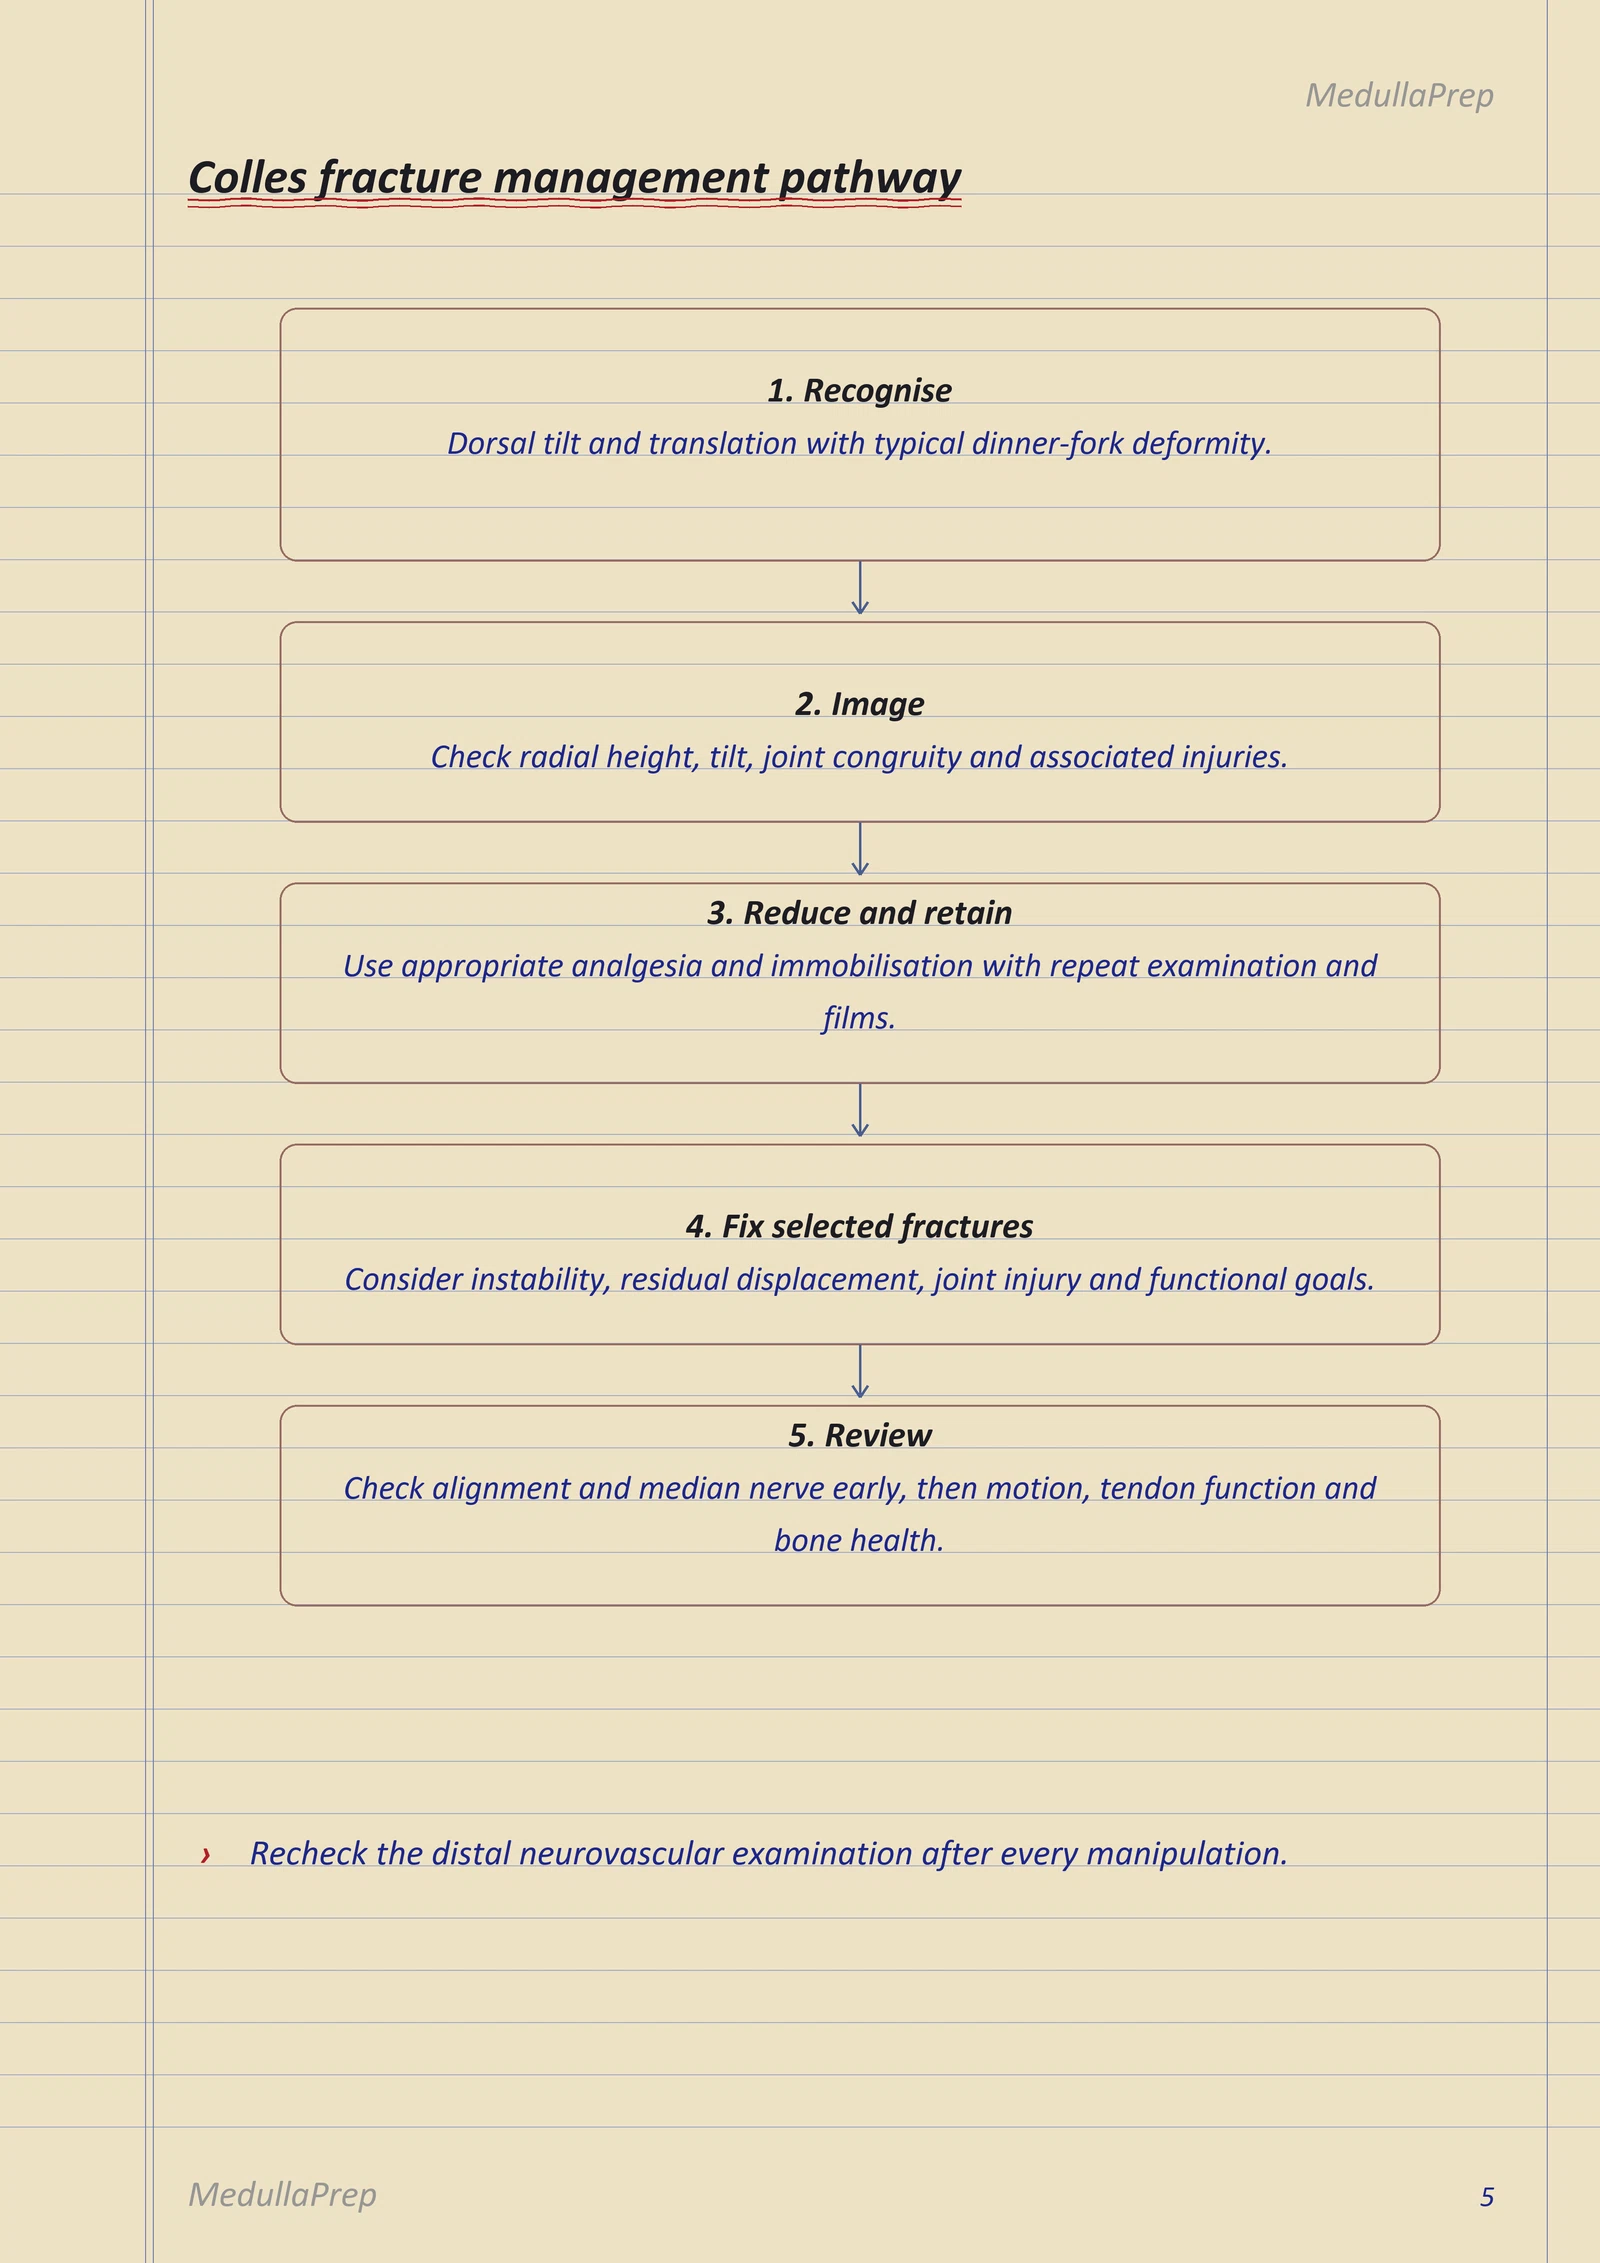 MedullaPrep
Colles fracture management pathway
1. Recognise
Dorsal tilt and translation with typical dinner-fork deformity.
2. Image
Check radial height, tilt, joint congruity and associated injuries.
3. Reduce and retain
Use appropriate analgesia and immobilisation with repeat examination and
films.
4. Fix selected fractures
Consider instability, residual displacement, joint injury and functional goals.
5. Review
Check alignment and median nerve early, then motion, tendon function and
bone health.
› Recheck the distal neurovascular examination after every manipulation.
MedullaPrep
5